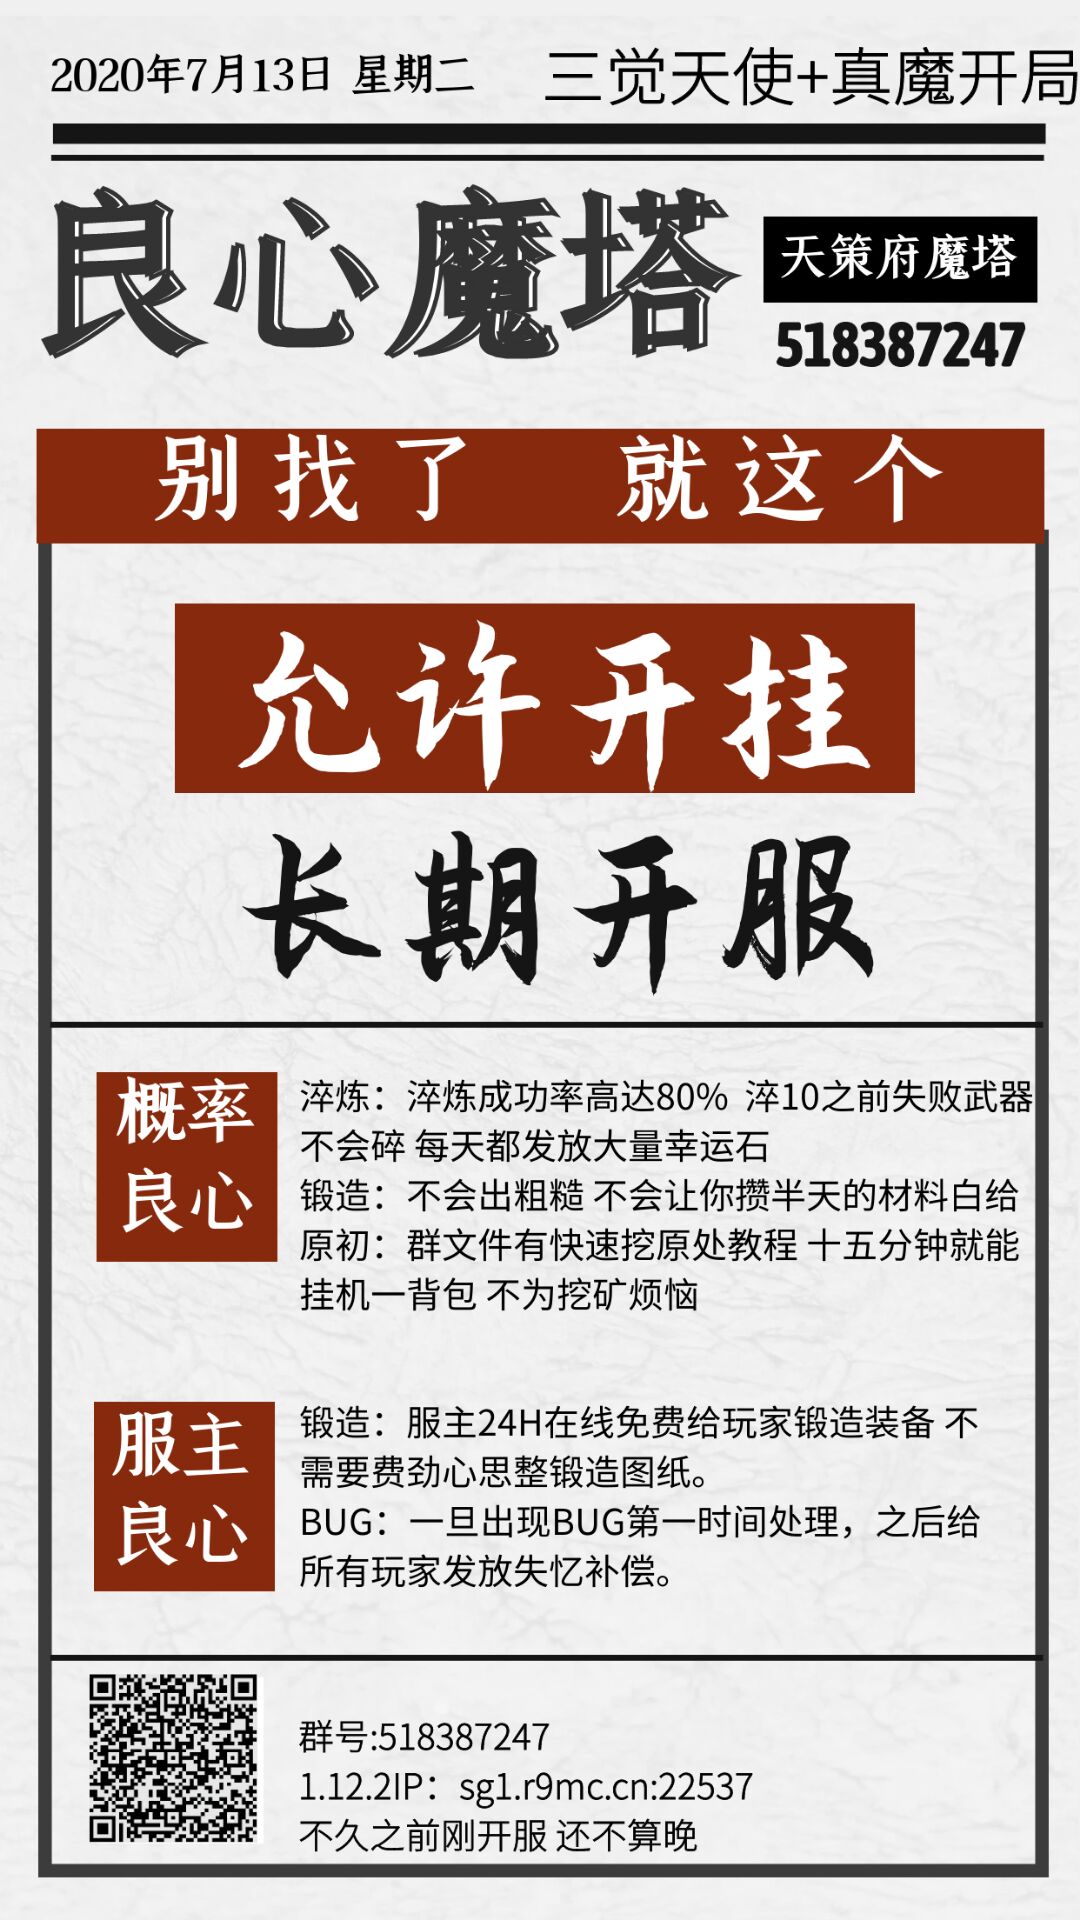 2020年7月13日 星期二
三觉天使+真魔开局
良心魔塔
天策府魔塔
518387247
别找了 就这个
允许开挂
长期开服
概率
良心
淬炼：淬炼成功率高达80% 淬10之前失败武器
不会碎 每天都发放大量幸运石
锻造：不会出粗糙 不会让你攒半天的材料白给
原初：群文件有快速挖原处教程 十五分钟就能
挂机一背包 不为挖矿烦恼
服主
良心
锻造：服主24H在线免费给玩家锻造装备 不
需要费劲心思整锻造图纸。
BUG：一旦出现BUG第一时间处理，之后给
所有玩家发放失忆补偿。
群号:518387247
1.12.2IP：sg1.r9mc.cn:22537
不久之前刚开服 还不算晚